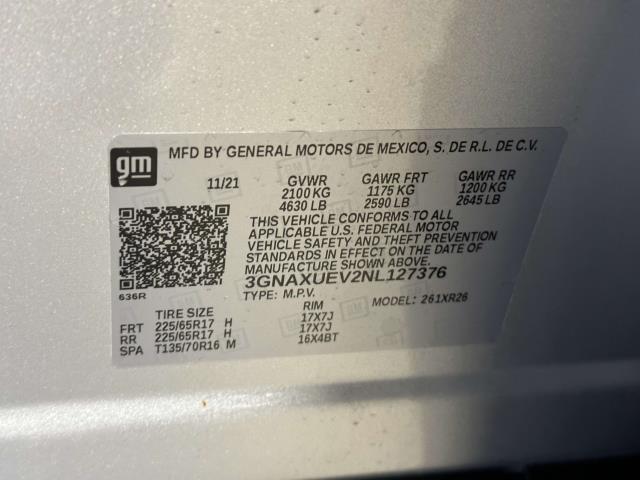 gm MFD BY GENERAL MOTORS DE MEXICO, S. DE R.L. DE C.V.
11/21 GVWR GAWR FRT GAWR RR
2100 KG 1175 KG 1200 KG
4630 LB 2590 LB 2645 LB
THIS VEHICLE CONFORMS TO ALL
APPLICABLE U.S. FEDERAL MOTOR
VEHICLE SAFETY AND THEFT PREVENTION
STANDARDS IN EFFECT ON THE DATE OF
MANUFACTURE SHOWN ABOVE.
3GNAXUEV2NL127376
636R TYPE: M.P.V. MODEL: 261XR26
TIRE SIZE RIM
FRT 225/65R17 H 17X7J
RR 225/65R17 H 17X7J
SPA T135/70R16 M 16X4BT